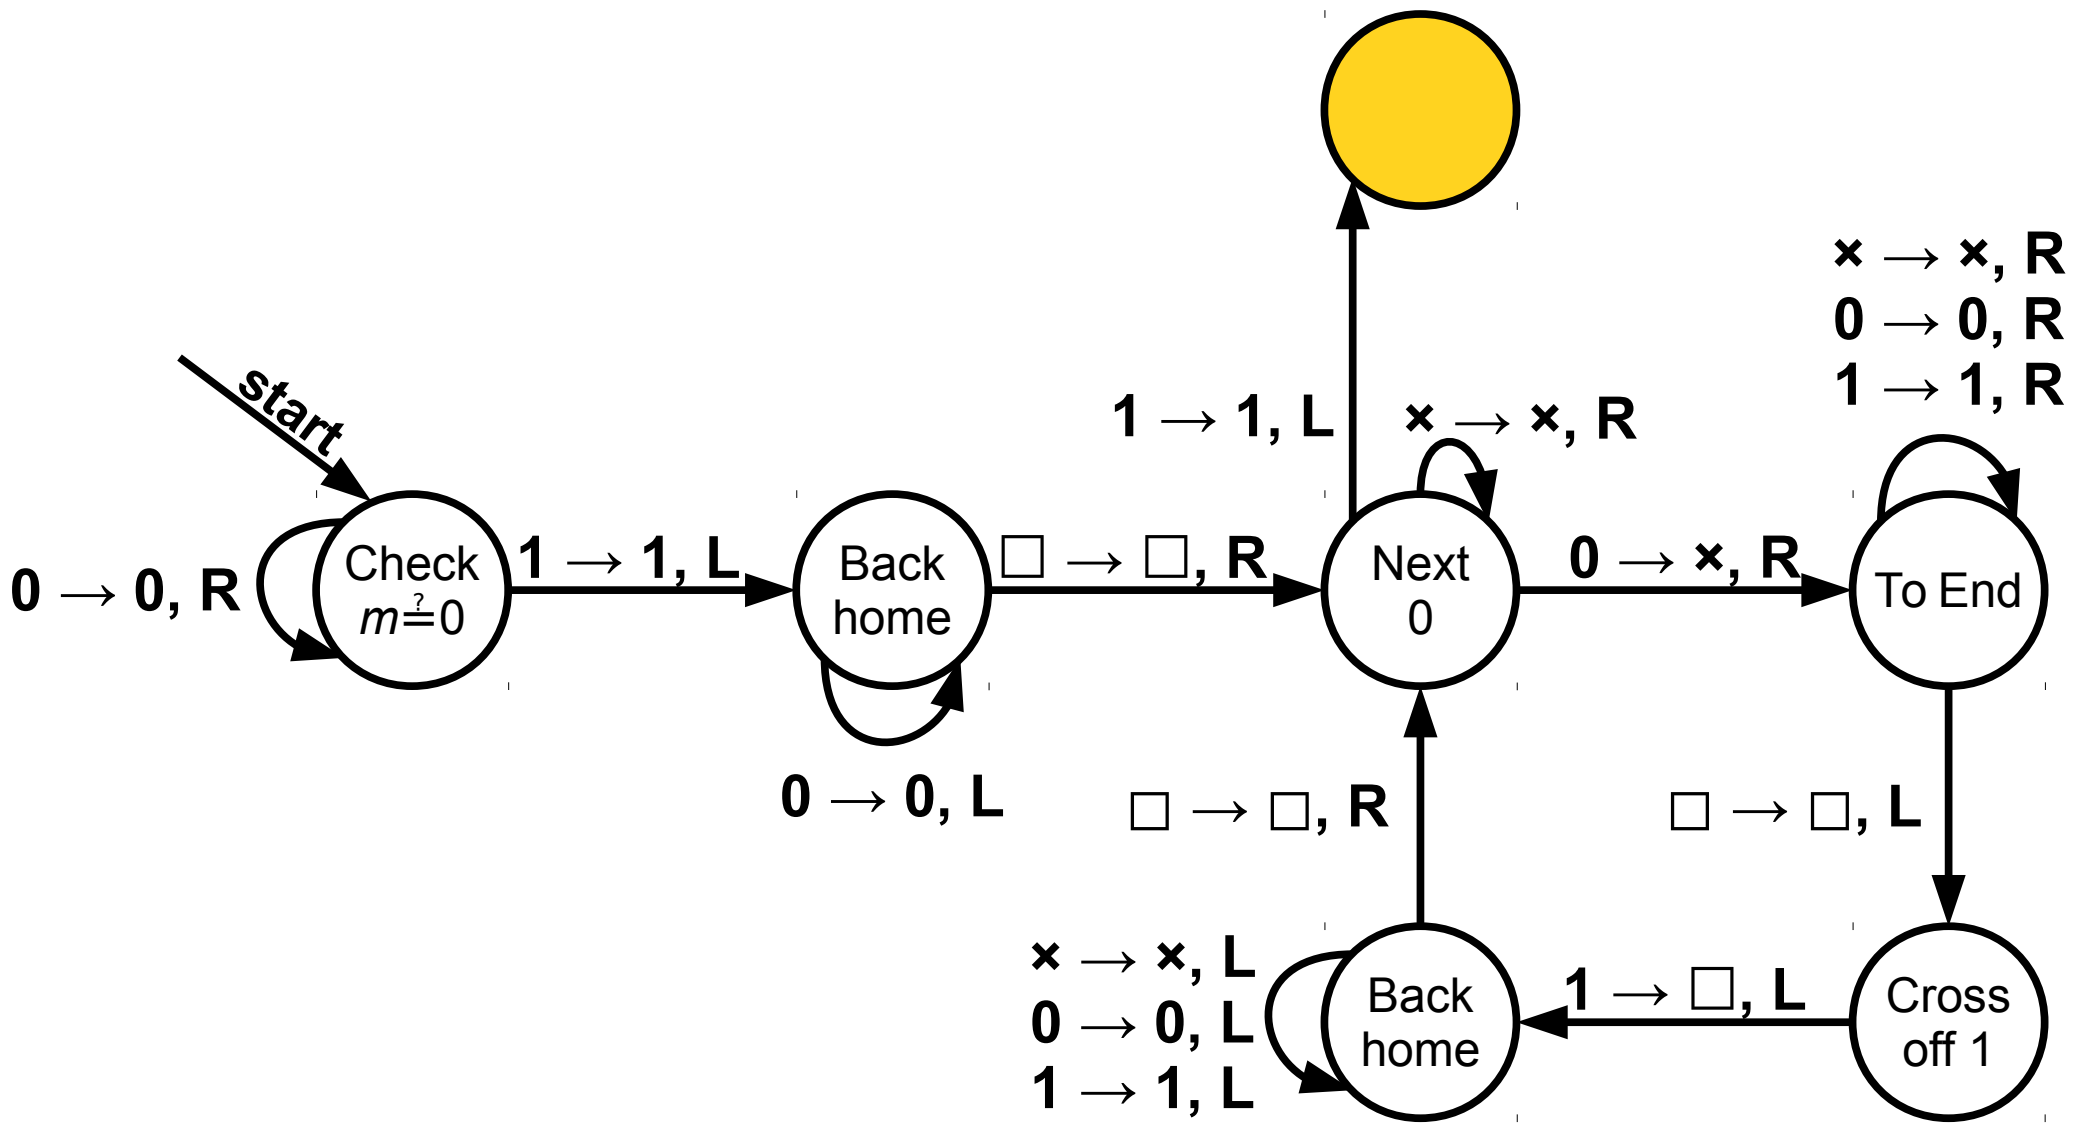 × → ×, R
0 → 0, R
1 → 1, R
start
1 → 1, L
× → ×, R
0 → 0, R
Check
m≟0
1 → 1, L
Back
home
□ → □, R
Next
0
0 → ×, R
To End
0 → 0, L
□ → □, R
□ → □, L
× → ×, L
0 → 0, L
1 → 1, L
Back
home
1 → □, L
Cross
off 1